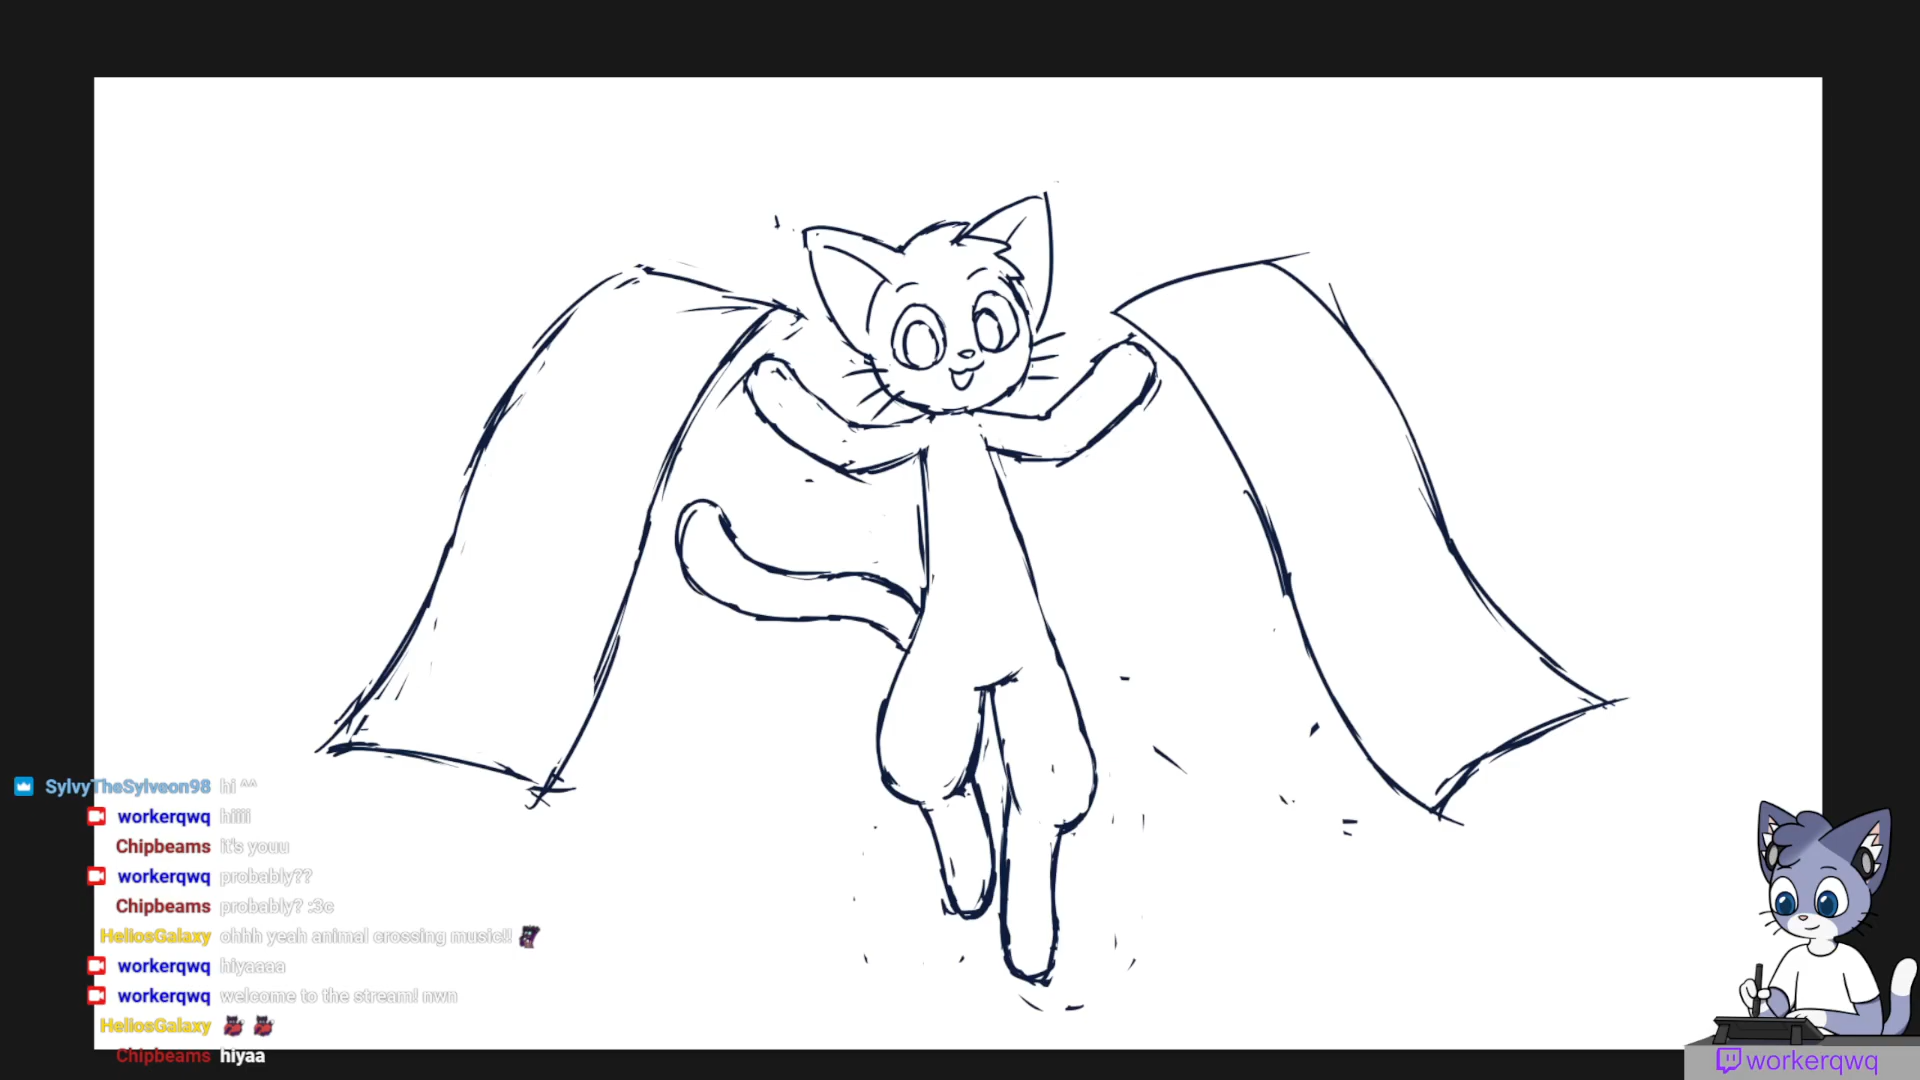 SylvyTheSylveon98 hi ^^
workerqwq hiiii
Chipbeams it's youu
workerqwq probably??
Chipbeams probably? :3c
HeliosGalaxy ohhh yeah animal crossing music!!
workerqwq hiyaaaa
workerqwq welcome to the stream! nwn
HeliosGalaxy
Chipbeams hiyaa
workerqwq